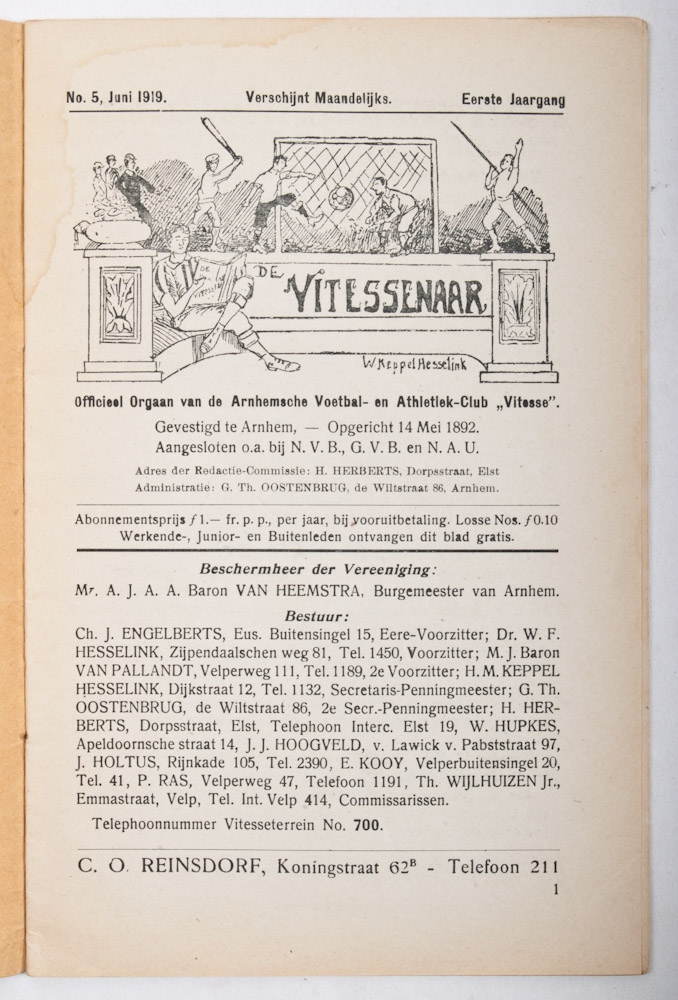 No. 5, Juni 1919. Verschijnt Maandelijks. Eerste Jaargang
DE
VITESSENAAR
DE VITESSENAAR
W Keppel Hesselink
Officieel Orgaan van de Arnhemsche Voetbal- en Athletiek-Club „Vitesse”.
Gevestigd te Arnhem, — Opgericht 14 Mei 1892.
Aangesloten o.a. bij N. V. B., G. V. B. en N. A. U.
Adres der Redactie-Commissie: H. HERBERTS, Dorpsstraat, Elst
Administratie: G. Th. OOSTENBRUG, de Wiltstraat 86, Arnhem.
Abonnementsprijs ƒ 1.— fr. p. p., per jaar, bij vooruitbetaling. Losse Nos. ƒ 0.10
Werkende-, Junior- en Buitenleden ontvangen dit blad gratis.
Beschermheer der Vereeniging:
Mr. A. J. A. A. Baron VAN HEEMSTRA, Burgemeester van Arnhem.
Bestuur:
Ch. J. ENGELBERTS, Eus. Buitensingel 15, Eere-Voorzitter; Dr. W. F.
HESSELINK, Zijpendaalschen weg 81, Tel. 1450, Voorzitter; M. J. Baron
VAN PALLANDT, Velperweg 111, Tel. 1189, 2e Voorzitter; H. M. KEPPEL
HESSELINK, Dijkstraat 12, Tel. 1132, Secretaris-Penningmeester; G. Th.
OOSTENBRUG, de Wiltstraat 86, 2e Secr.-Penningmeester; H. HER-
BERTS, Dorpsstraat, Elst, Telephoon Interc. Elst 19, W. HUPKES,
Apeldoornsche straat 14, J. J. HOOGVELD, v. Lawick v. Pabststraat 97,
J. HOLTUS, Rijnkade 105, Tel. 2390, E. KOOY, Velperbuitensingel 20,
Tel. 41, P. RAS, Velperweg 47, Telefoon 1191, Th. WIJLHUIZEN Jr.,
Emmastraat, Velp, Tel. Int. Velp 414, Commissarissen.
Telephoonnummer Vitesseterrein No. 700.
C. O. REINSDORF, Koningstraat 62ᴮ - Telefoon 211
1